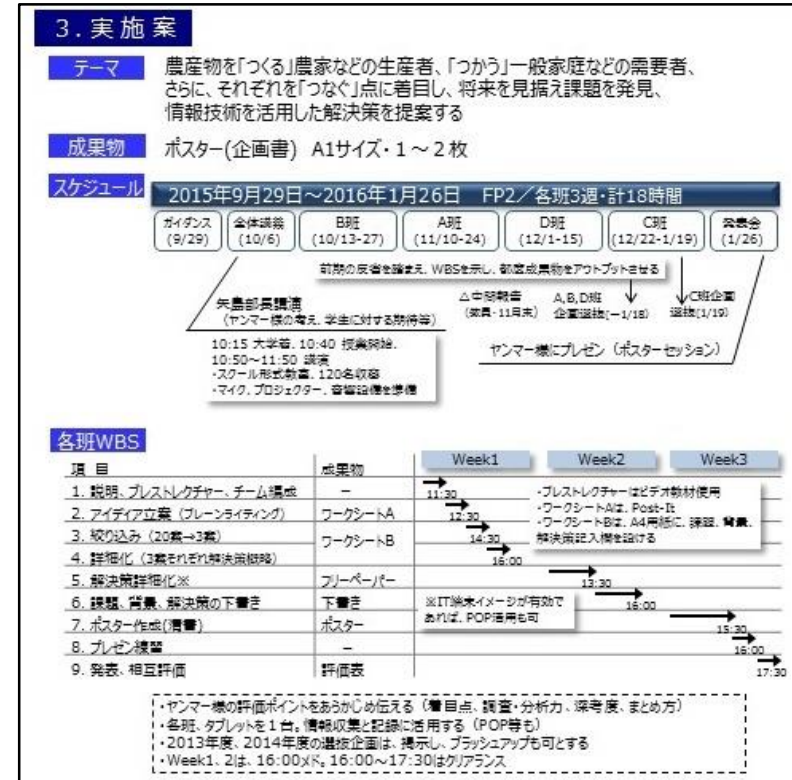 3.実施案
テーマ 農産物を「つくる」農家などの生産者、「つかう」一般家庭などの需要者、
さらに、それぞれを「つなぐ」点に着目し、将来を見据え課題を発見、
情報技術を活用した解決策を提案する
成果物 ポスター(企画書) A1サイズ・1～2枚
スケジュール 2015年9月29日～2016年1月26日 FP2／各班3週・計18時間
ガイダンス 全体講義 B班 A班 D班 C班 発表会
(9/29) (10/6) (10/13-27) (11/10-24) (12/1-15) (12/22-1/19) (1/26)
前期の反省を踏まえ、WBSを示し、都度成果物をアウトプットさせる
矢島部長講演
(ヤンマー様の考え、学生に対する期待等)
△中間報告 A,B,D班 C班企画
(教員・11月末) 企画選抜(－1/18) 選抜(1/19)
10:15 大学着、10:40 授業開始、
10:50～11:50 講演
・スクール形式教室、120名収容
・マイク、プロジェクター、音響設備を準備
ヤンマー様にプレゼン (ポスターセッション)
各班WBS
項目 成果物 Week1 Week2 Week3
1. 説明、ブレストレクチャー、チーム編成 － 11:30
2. アイディア立案 (ブレーンライティング) ワークシートA 12:30
3. 絞り込み (20案→3案) ワークシートB 14:30
4. 詳細化 (3案それぞれ解決策概略) 16:00
・ブレストレクチャーはビデオ教材使用
・ワークシートAは、Post-It
・ワークシートBは、A4用紙に、課題、背景、
解決策記入欄を設ける
5. 解決策詳細化※ フリーペーパー 13:30
6. 課題、背景、解決策の下書き 下書き 16:00
※IT端末イメージが有効で
あれば、POP活用も可
7. ポスター作成(清書) ポスター 15:30
8. プレゼン練習 － 16:00
9. 発表、相互評価 評価表 17:30
・ヤンマー様の評価ポイントをあらかじめ伝える (着目点、調査・分析力、深考度、まとめ方)
・各班、タブレットを1台。情報収集と記録に活用する (POP等も)
・2013年度、2014年度の選抜企画は、掲示し、ブラッシュアップも可とする
・Week1、2は、16:00〆ド。16:00～17:30はクリアランス